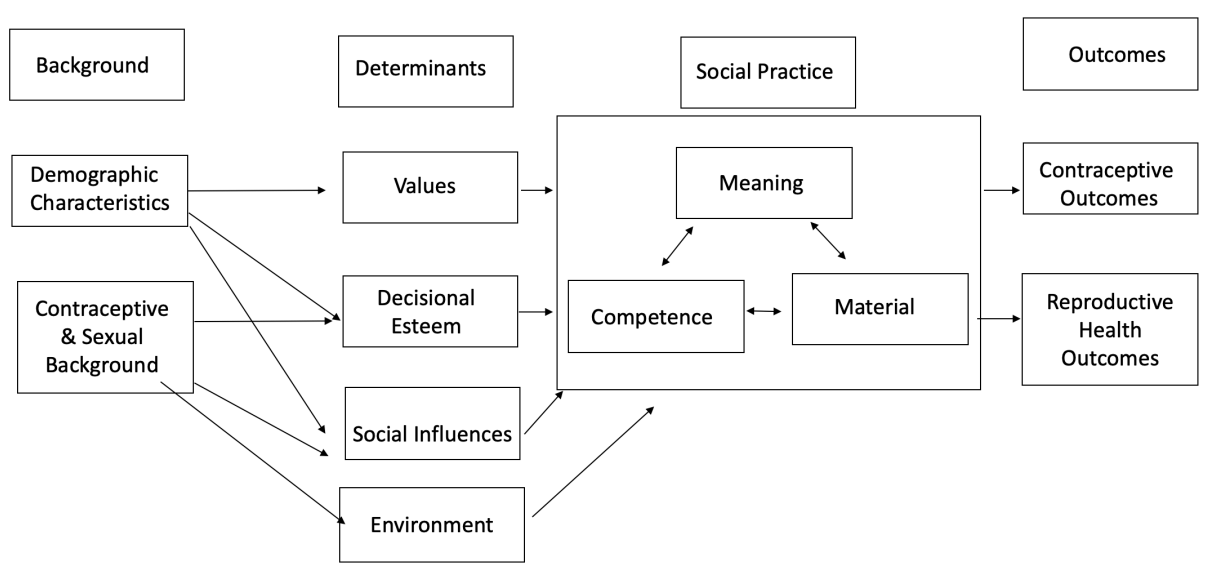 Background
Determinants
Social Practice
Outcomes
Demographic
Characteristics
Values
Meaning
Contraceptive
Outcomes
Contraceptive
& Sexual
Background
Decisional
Esteem
Competence
Material
Reproductive
Health
Outcomes
Social Influences
Environment